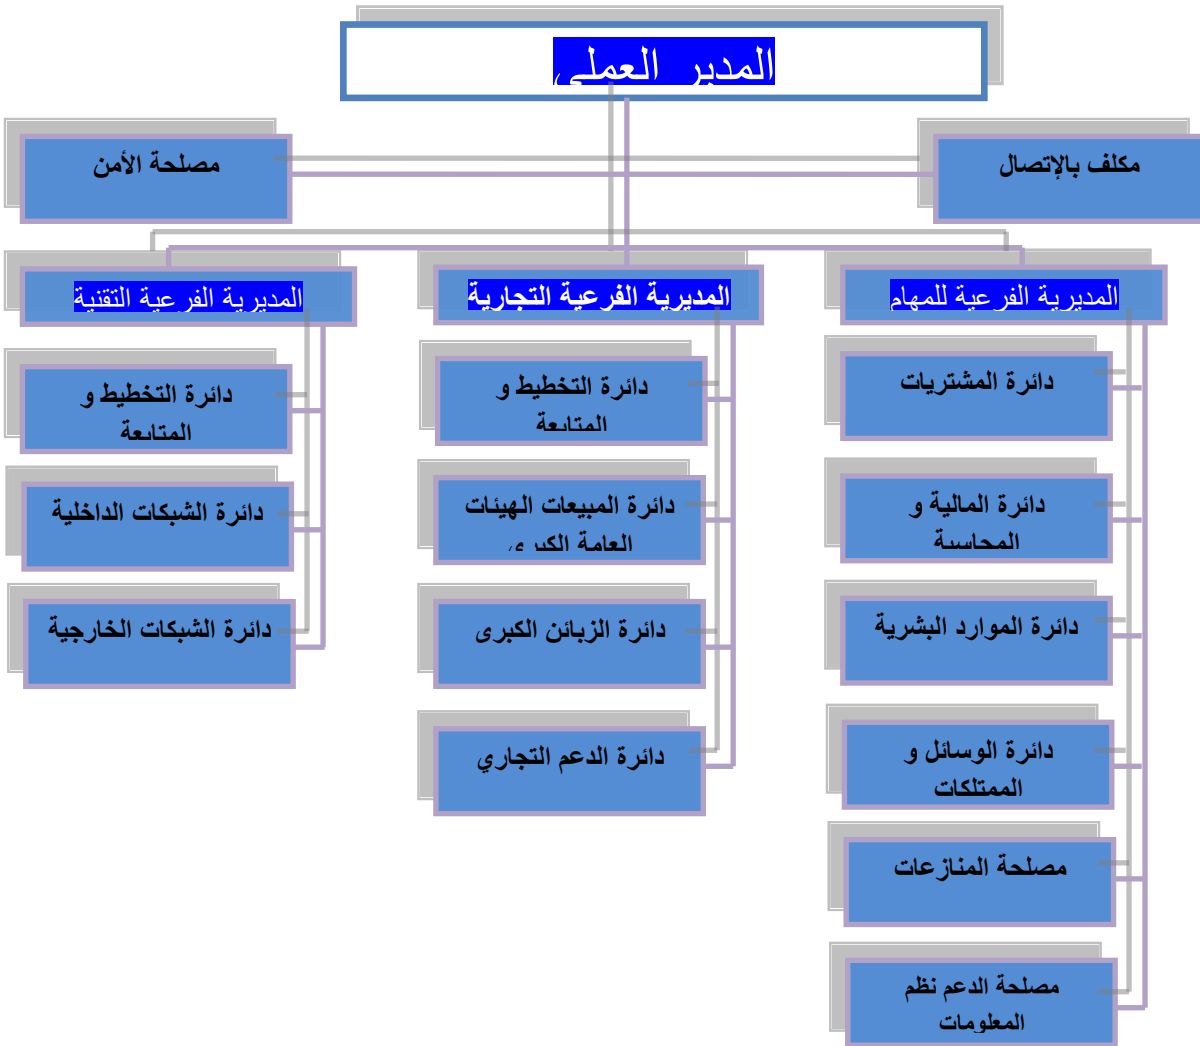 المدير العملي
مكلف بالإتصال
مصلحة الأمن
المديرية الفرعية للمهام
المديرية الفرعية التجارية
المديرية الفرعية التقنية
دائرة المشتريات
دائرة المالية و
المحاسبة
دائرة الموارد البشرية
دائرة الوسائل و
الممتلكات
مصلحة المنازعات
مصلحة الدعم نظم
المعلومات
دائرة التخطيط و
المتابعة
دائرة المبيعات الهيئات
العامة الكبرى
دائرة الزبائن الكبرى
دائرة الدعم التجاري
دائرة التخطيط و
المتابعة
دائرة الشبكات الداخلية
دائرة الشبكات الخارجية